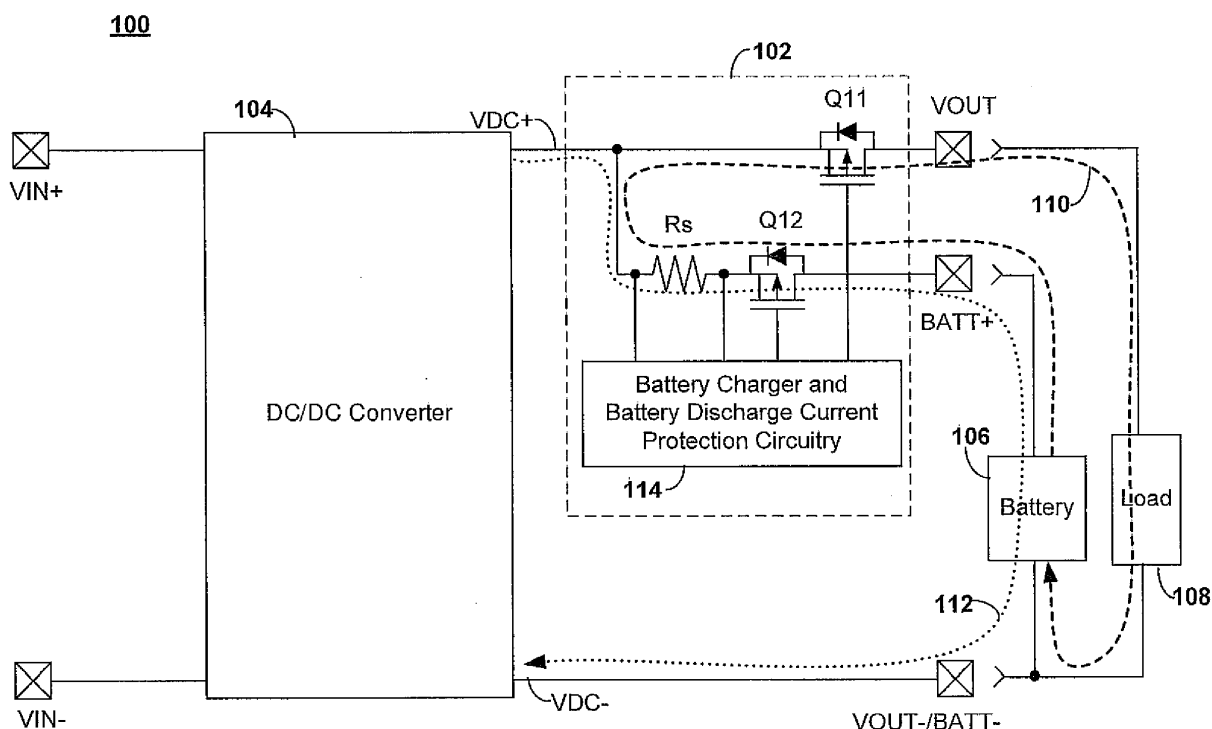 100
102
104
Q11
VOUT
VDC+
VIN+
110
Rs
Q12
BATT+
DC/DC Converter
Battery Charger and
Battery Discharge Current
Protection Circuitry
114
106
Battery
Load
108
112
VIN-
VDC-
VOUT-/BATT-